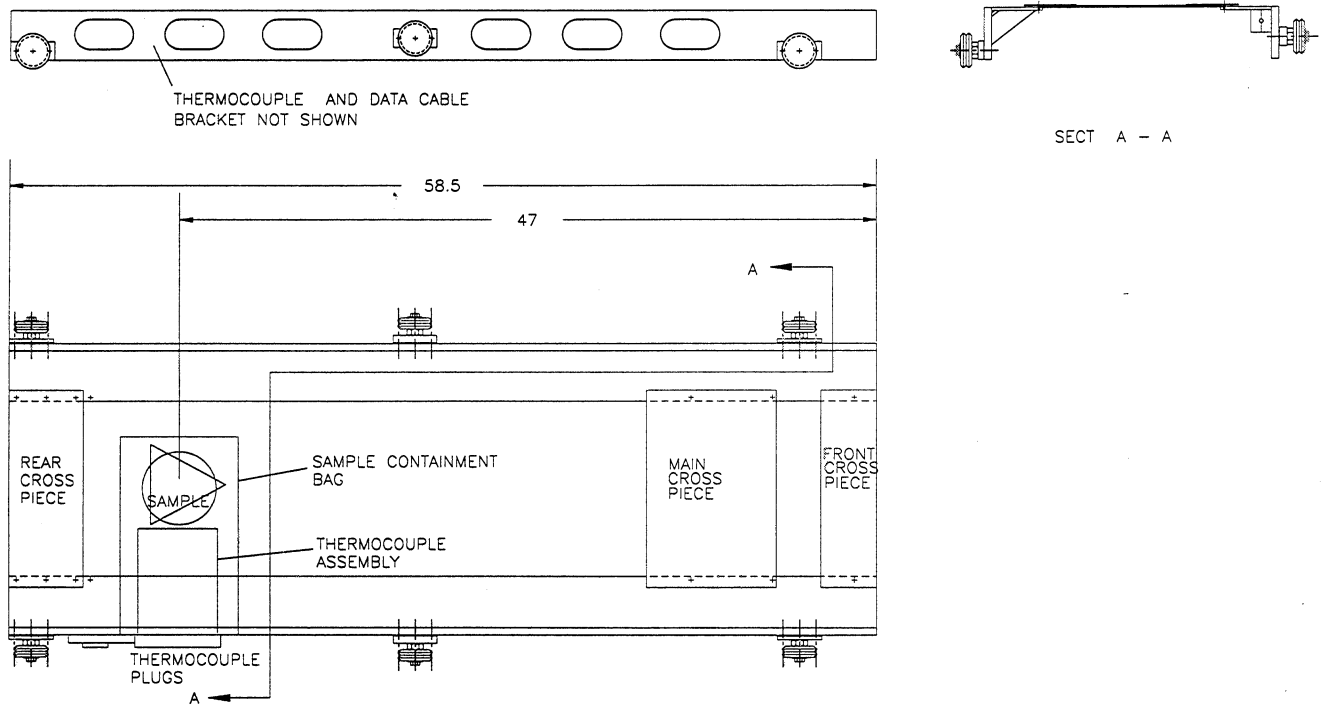 THERMOCOUPLE AND DATA CABLE
BRACKET NOT SHOWN
SECT A - A
58.5
47
A
REAR
CROSS
PIECE
SAMPLE
SAMPLE CONTAINMENT
BAG
MAIN
CROSS
PIECE
FRONT
CROSS
PIECE
THERMOCOUPLE
ASSEMBLY
THERMOCOUPLE
PLUGS
A